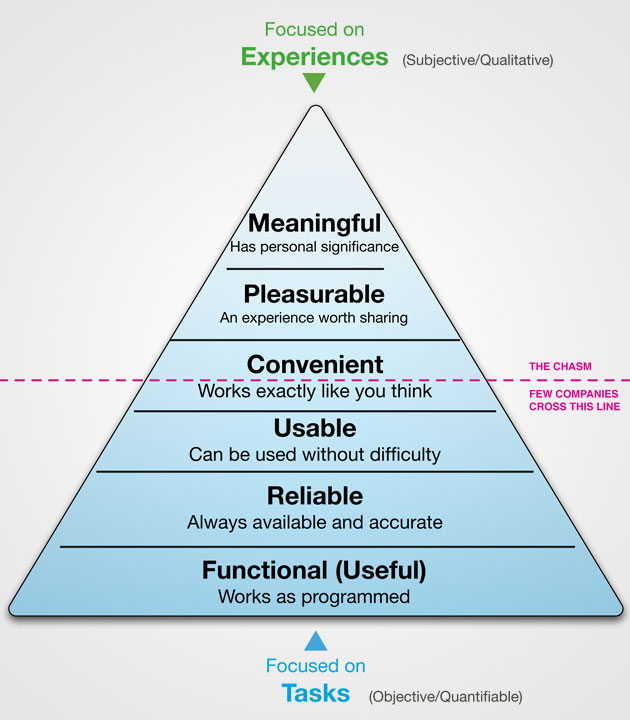 Focused on
Experiences (Subjective/Qualitative)
Meaningful
Has personal significance
Pleasurable
An experience worth sharing
Convenient
THE CHASM
Works exactly like you think
FEW COMPANIES
CROSS THIS LINE
Usable
Can be used without difficulty
Reliable
Always available and accurate
Functional (Useful)
Works as programmed
Focused on
Tasks (Objective/Quantifiable)